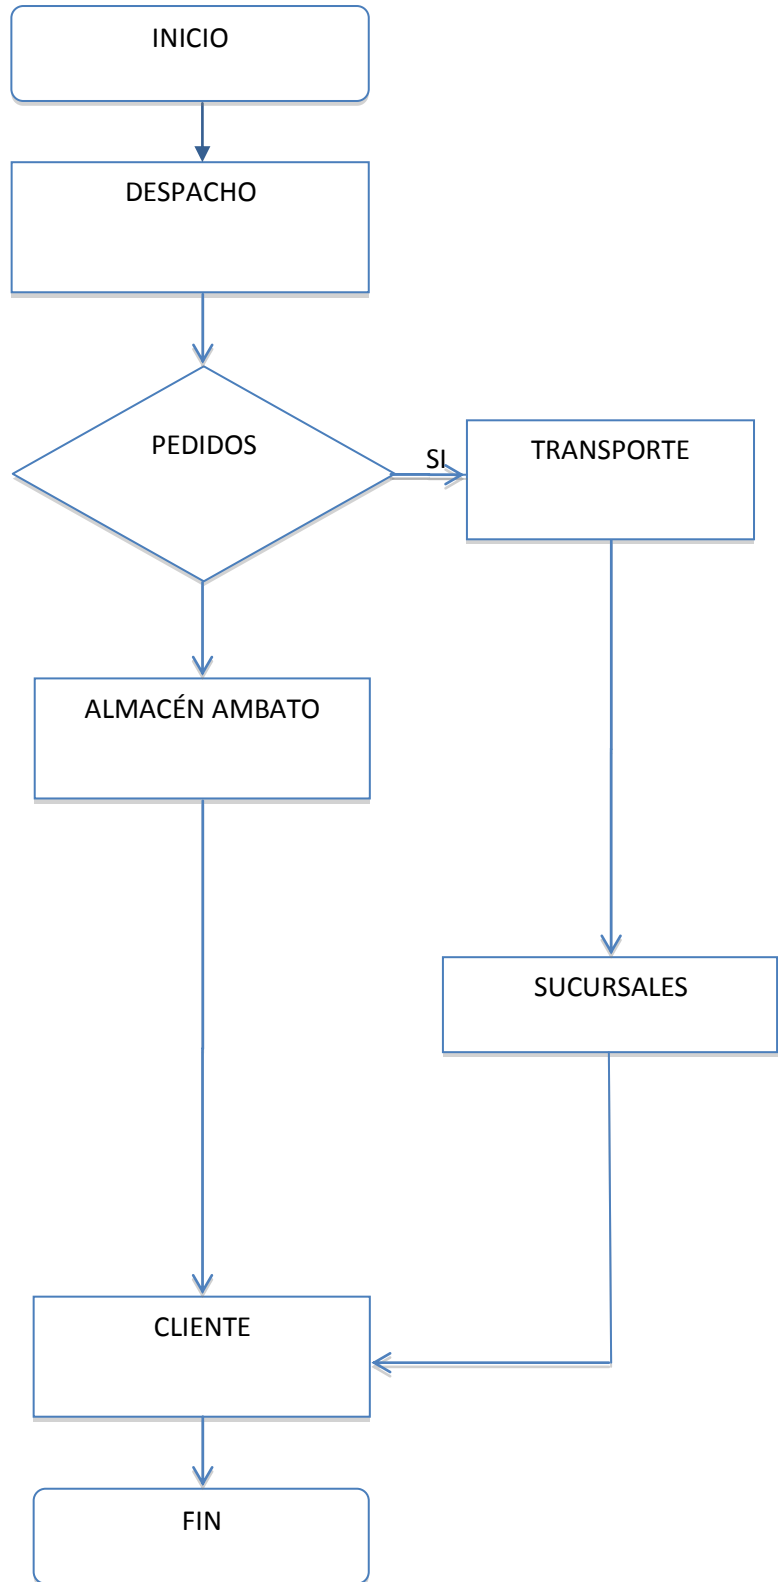 INICIO
DESPACHO
PEDIDOS
SI
TRANSPORTE
ALMACÉN AMBATO
SUCURSALES
CLIENTE
FIN